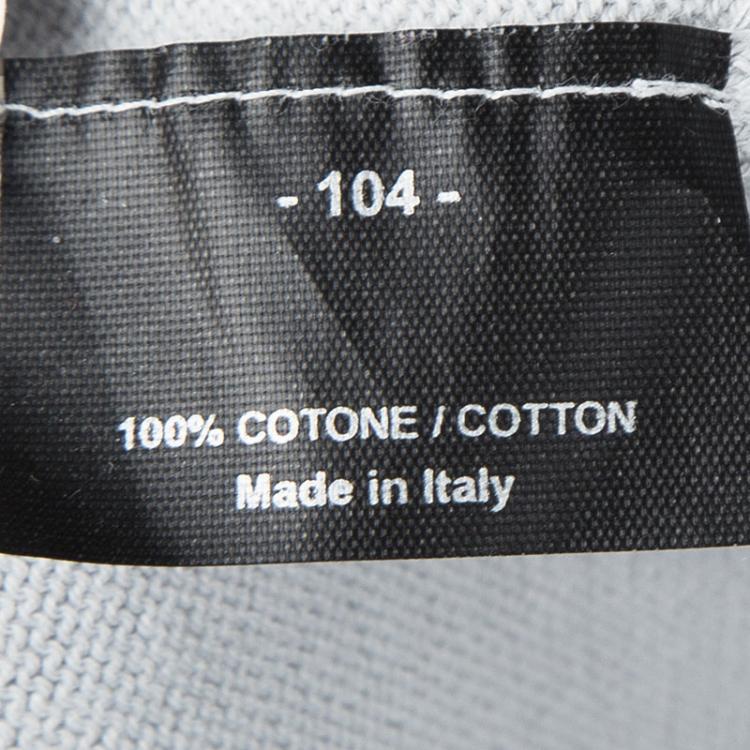 - 104 -
100% COTONE / COTTON
Made in Italy